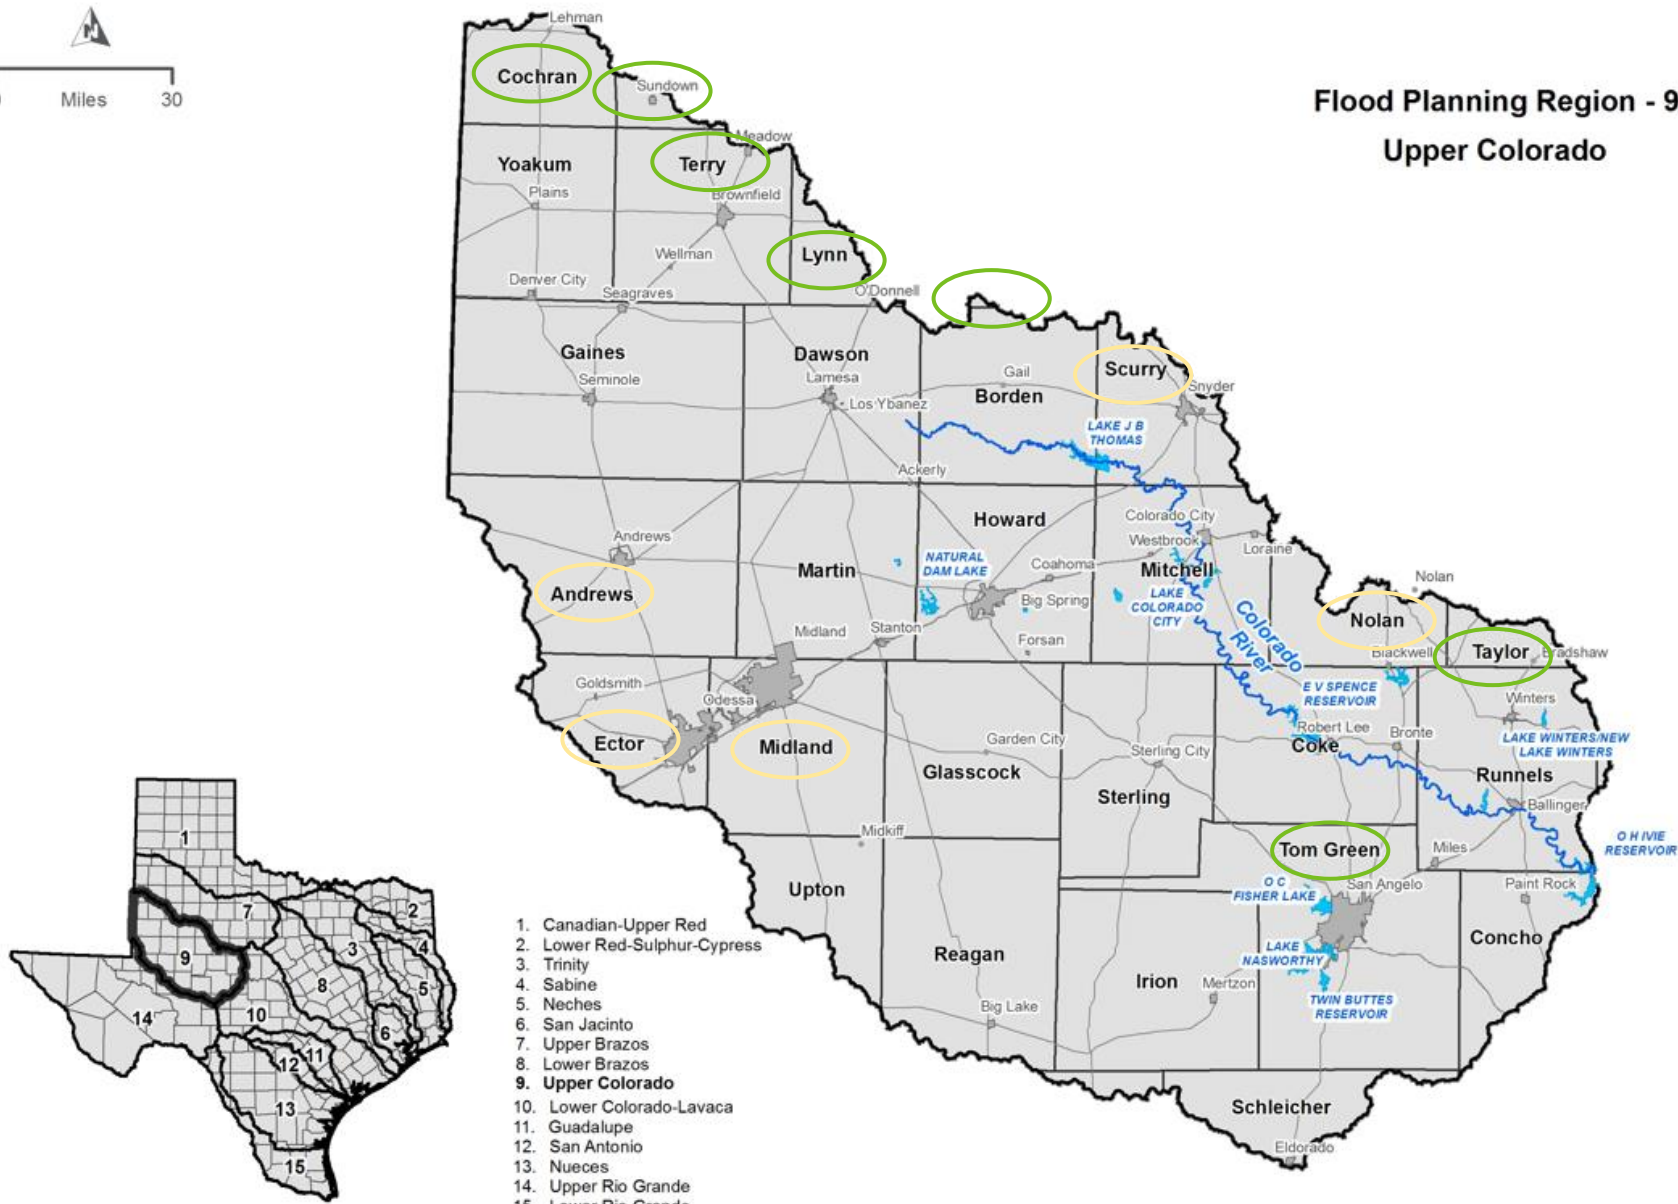 Lehman
Cochran
Sundown
Miles 30
Flood Planning Region - 9
Upper Colorado
Meadow
Yoakum
Terry
Plains
Brownfield
Wellman
Lynn
Denver City
Seagraves
O'Donnell
Gaines
Dawson
Scurry
Seminole
Lamesa
Gail
Snyder
Los Ybanez
Borden
LAKE J B
THOMAS
Ackerly
Howard
Colorado City
Andrews
Westbrook
Loraine
NATURAL
DAM LAKE
Martin
Coahoma
Mitchell
Nolan
Andrews
Big Spring
LAKE
COLORADO
CITY
Colorado
River
Nolan
Midland
Stanton
Forsan
Blackwell
Taylor
Bradshaw
Goldsmith
Odessa
E V SPENCE
RESERVOIR
Winters
Ector
Midland
Garden City
Sterling City
Robert Lee
Coke
Bronte
LAKE WINTERS/NEW
LAKE WINTERS
Glasscock
Runnels
Sterling
Ballinger
Midkiff
Tom Green
Miles
O H IVIE
RESERVOIR
Upton
O C
FISHER LAKE
San Angelo
Paint Rock
Reagan
LAKE
NASWORTHY
Concho
Irion
Mertzon
Big Lake
TWIN BUTTES
RESERVOIR
Schleicher
Eldorado
1
2
7
3
4
9
8
5
14
10
6
11
12
13
15
1. Canadian-Upper Red
2. Lower Red-Sulphur-Cypress
3. Trinity
4. Sabine
5. Neches
6. San Jacinto
7. Upper Brazos
8. Lower Brazos
9. Upper Colorado
10. Lower Colorado-Lavaca
11. Guadalupe
12. San Antonio
13. Nueces
14. Upper Rio Grande
15. Lower Rio Grande